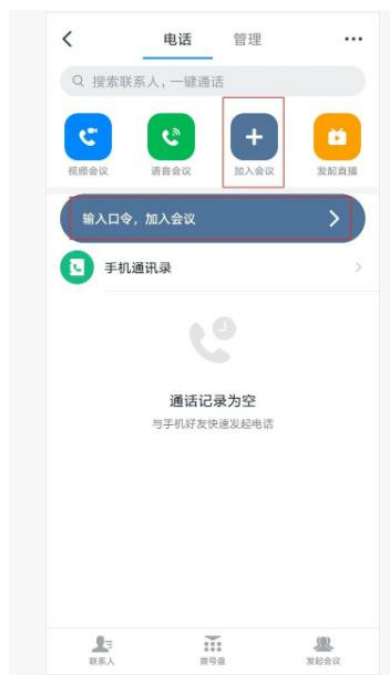 电话 管理
搜索联系人，一键通话
视频会议 语音会议 加入会议 发起直播
输入口令，加入会议
手机通讯录
通话记录为空
与手机好友快速发起电话
联系人 拨号盘 发起会议